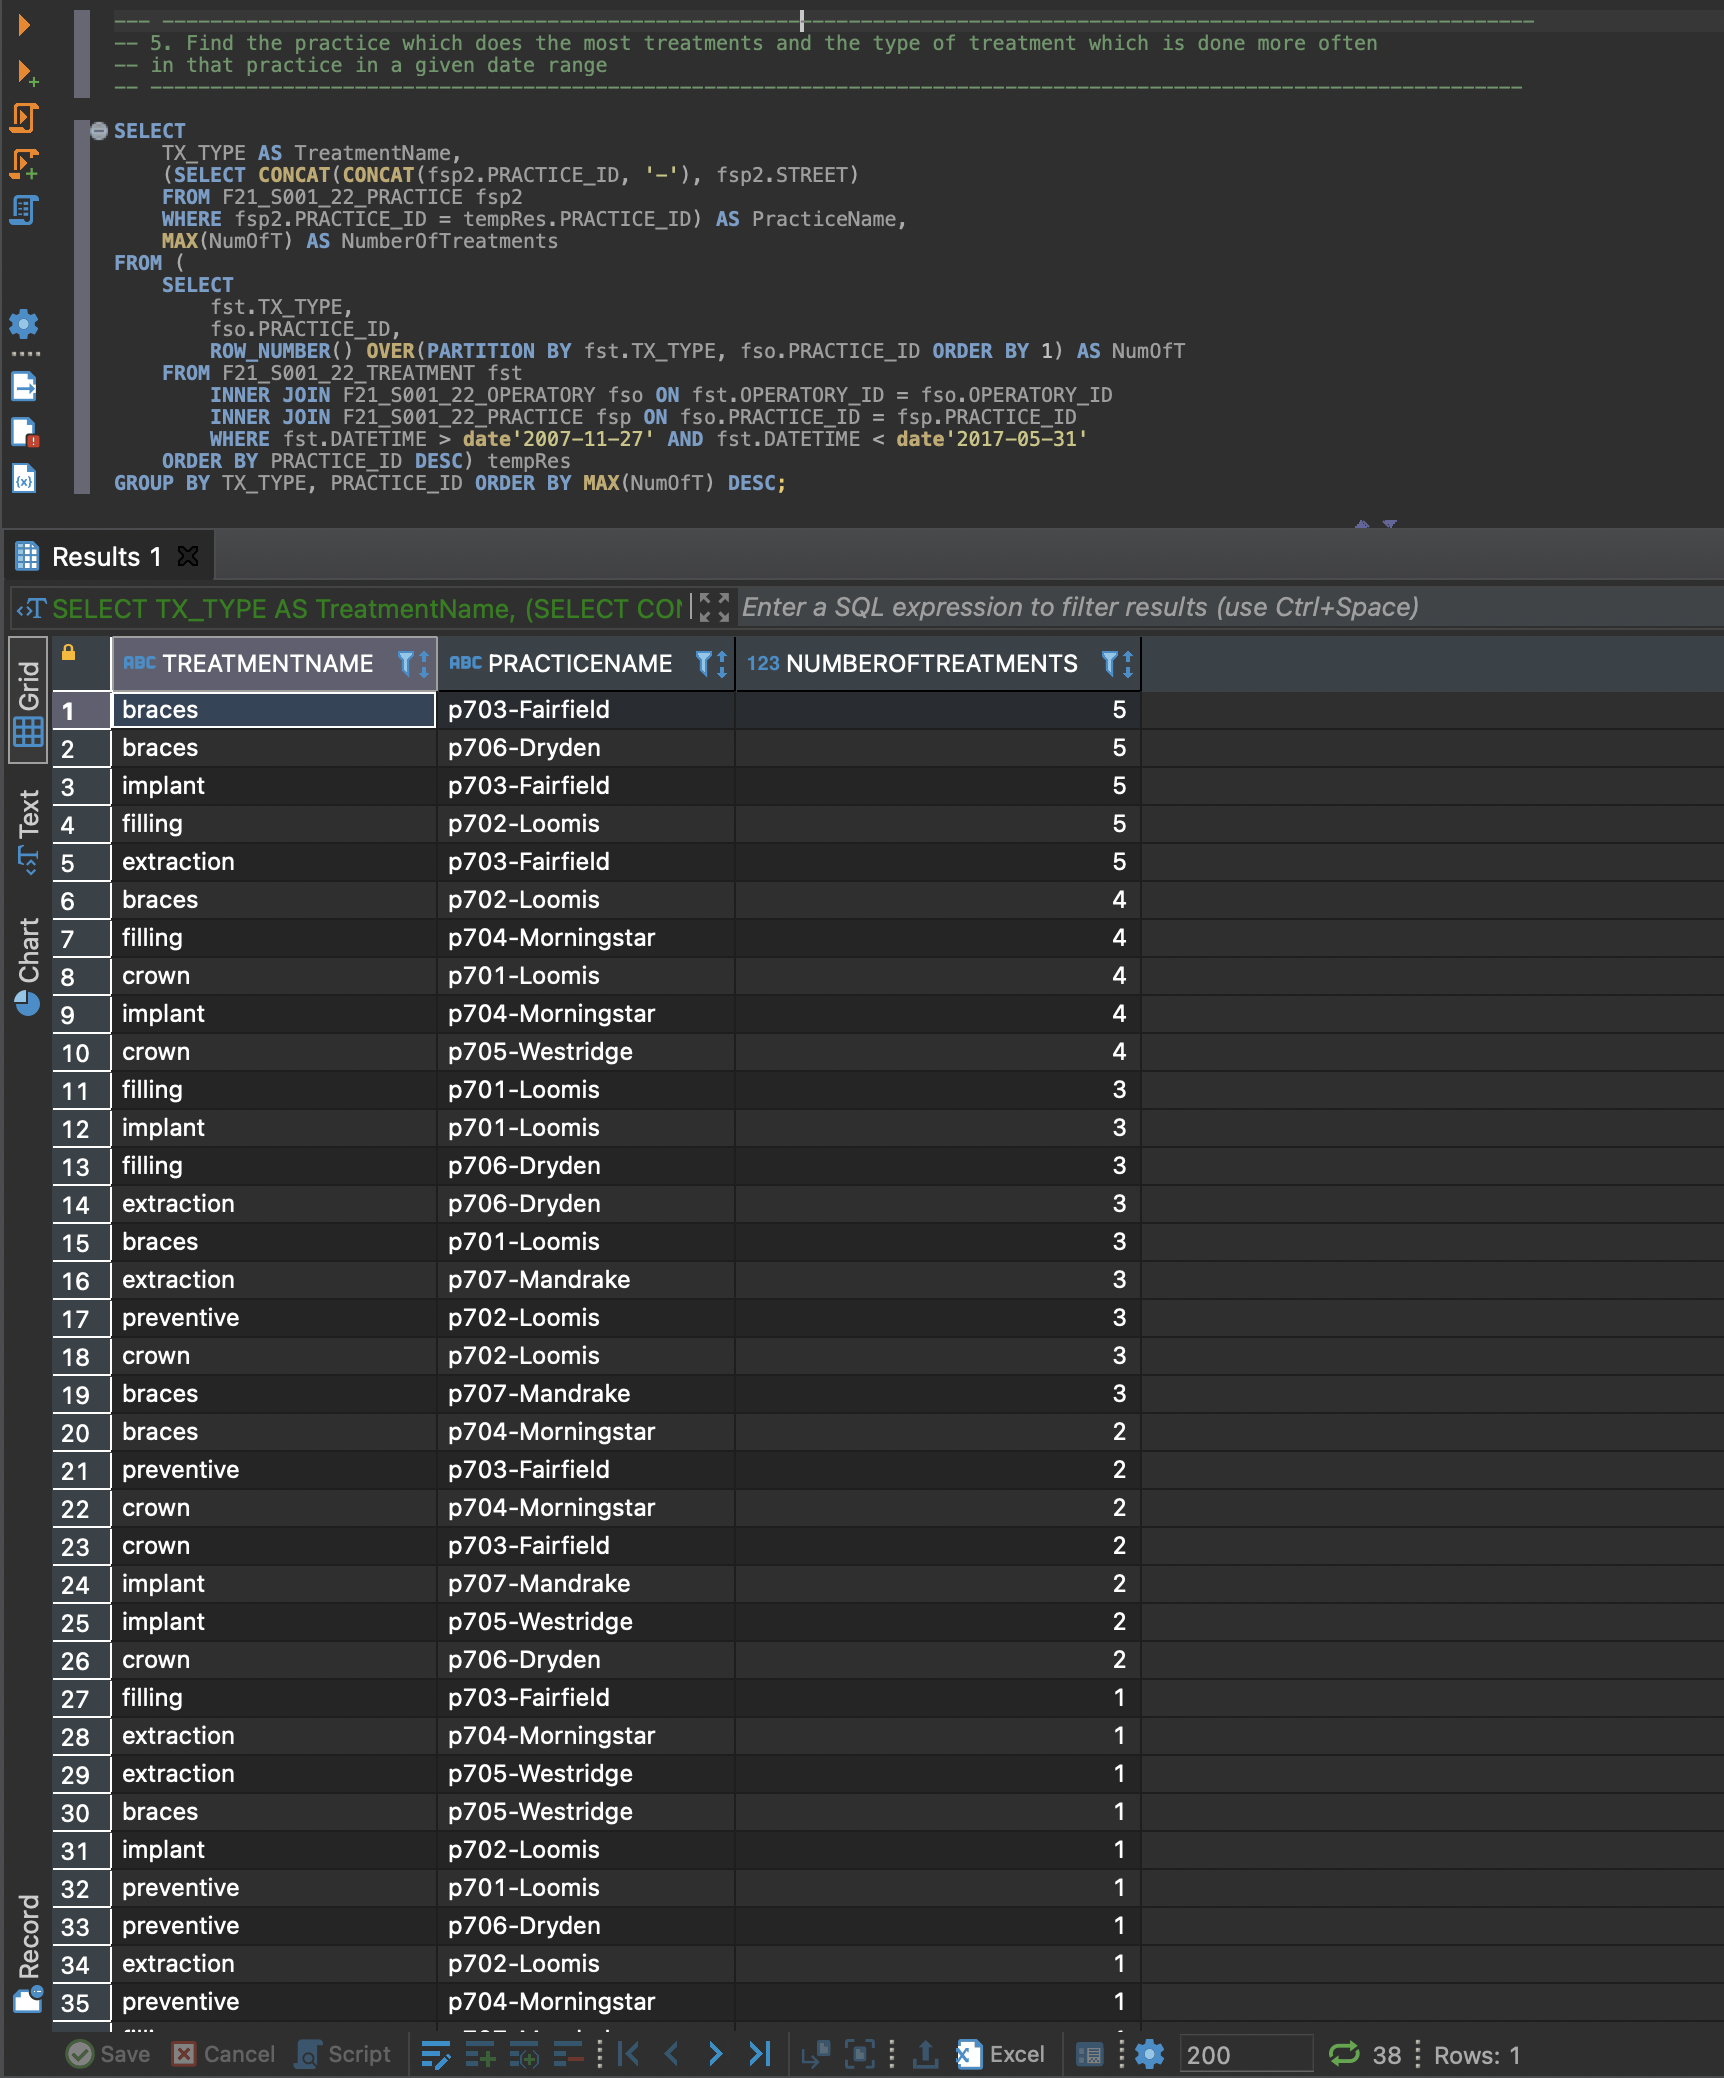 --- ------------------------------------------------------------------------------------------------------------------
-- 5. Find the practice which does the most treatments and the type of treatment which is done more often
-- in that practice in a given date range
-- ------------------------------------------------------------------------------------------------------------------
SELECT
TX_TYPE AS TreatmentName,
(SELECT CONCAT(CONCAT(fsp2.PRACTICE_ID, '-'), fsp2.STREET)
FROM F21_S001_22_PRACTICE fsp2
WHERE fsp2.PRACTICE_ID = tempRes.PRACTICE_ID) AS PracticeName,
MAX(NumOfT) AS NumberOfTreatments
FROM (
SELECT
fst.TX_TYPE,
fso.PRACTICE_ID,
ROW_NUMBER() OVER(PARTITION BY fst.TX_TYPE, fso.PRACTICE_ID ORDER BY 1) AS NumOfT
FROM F21_S001_22_TREATMENT fst
INNER JOIN F21_S001_22_OPERATORY fso ON fst.OPERATORY_ID = fso.OPERATORY_ID
INNER JOIN F21_S001_22_PRACTICE fsp ON fso.PRACTICE_ID = fsp.PRACTICE_ID
WHERE fst.DATETIME > date'2007-11-27' AND fst.DATETIME < date'2017-05-31'
ORDER BY PRACTICE_ID DESC) tempRes
GROUP BY TX_TYPE, PRACTICE_ID ORDER BY MAX(NumOfT) DESC;
Results 1
SELECT TX_TYPE AS TreatmentName, (SELECT CON Enter a SQL expression to filter results (use Ctrl+Space)
Grid
Text
Chart
Record
ABC TREATMENTNAME ABC PRACTICENAME 123 NUMBEROFTREATMENTS
1 braces p703-Fairfield 5
2 braces p706-Dryden 5
3 implant p703-Fairfield 5
4 filling p702-Loomis 5
5 extraction p703-Fairfield 5
6 braces p702-Loomis 4
7 filling p704-Morningstar 4
8 crown p701-Loomis 4
9 implant p704-Morningstar 4
10 crown p705-Westridge 4
11 filling p701-Loomis 3
12 implant p701-Loomis 3
13 filling p706-Dryden 3
14 extraction p706-Dryden 3
15 braces p701-Loomis 3
16 extraction p707-Mandrake 3
17 preventive p702-Loomis 3
18 crown p702-Loomis 3
19 braces p707-Mandrake 3
20 braces p704-Morningstar 2
21 preventive p703-Fairfield 2
22 crown p704-Morningstar 2
23 crown p703-Fairfield 2
24 implant p707-Mandrake 2
25 implant p705-Westridge 2
26 crown p706-Dryden 2
27 filling p703-Fairfield 1
28 extraction p704-Morningstar 1
29 extraction p705-Westridge 1
30 braces p705-Westridge 1
31 implant p702-Loomis 1
32 preventive p701-Loomis 1
33 preventive p706-Dryden 1
34 extraction p702-Loomis 1
35 preventive p704-Morningstar 1
Save Cancel Script Excel 200 38 Rows: 1